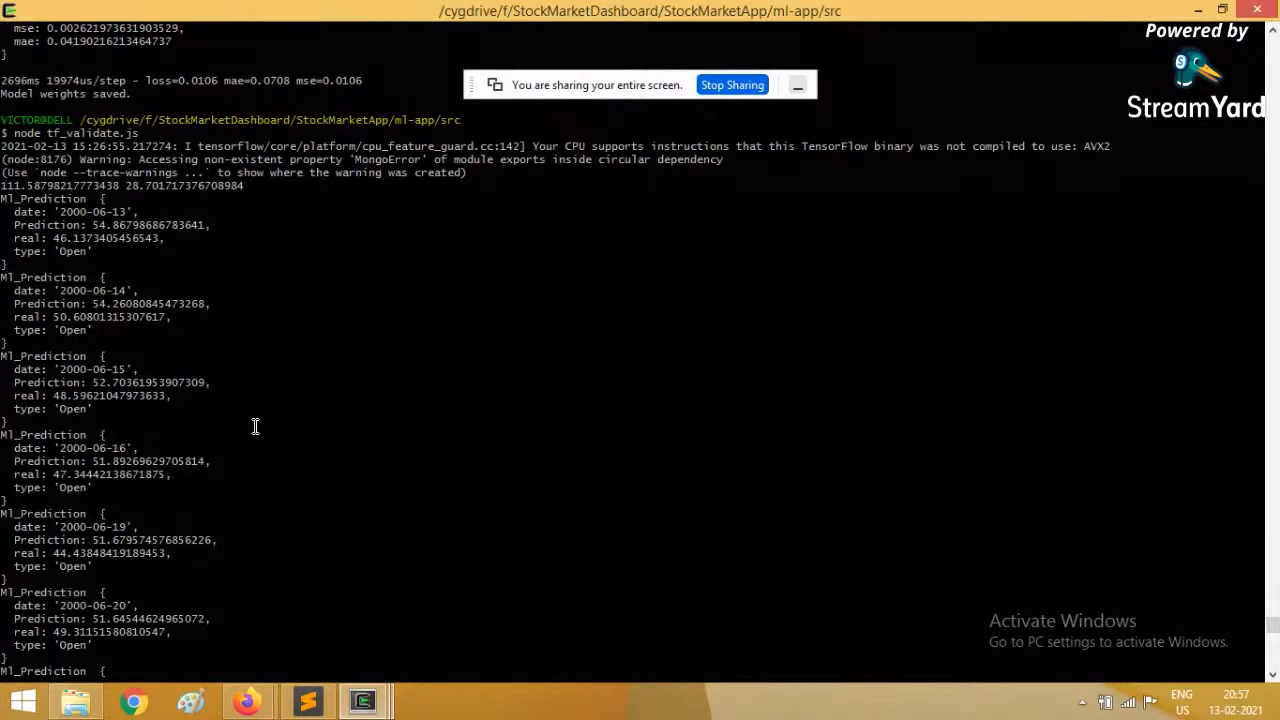 /cygdrive/f/StockMarketDashboard/StockMarketApp/ml-app/src
mse: 0.002621973631903529,
mae: 0.04190216213464737
}
2696ms 19974us/step - loss=0.0106 mae=0.0708 mse=0.0106
Model weights saved.
Powered by
StreamYard
You are sharing your entire screen.
Stop Sharing
VICTOR@DELL /cygdrive/f/StockMarketDashboard/StockMarketApp/ml-app/src
$ node tf_validate.js
2021-02-13 15:26:55.217274: I tensorflow/core/platform/cpu_feature_guard.cc:142] Your CPU supports instructions that this TensorFlow binary was not compiled to use: AVX2
(node:8176) Warning: Accessing non-existent property 'MongoError' of module exports inside circular dependency
(Use `node --trace-warnings ...` to show where the warning was created)
111.58798217773438 28.701717376708984
Ml_Prediction {
date: '2000-06-13',
Prediction: 54.86798686783641,
real: 46.1373405456543,
type: 'Open'
}
Ml_Prediction {
date: '2000-06-14',
Prediction: 54.26080845473268,
real: 50.60801315307617,
type: 'Open'
}
Ml_Prediction {
date: '2000-06-15',
Prediction: 52.70361953907309,
real: 48.59621047973633,
type: 'Open'
}
Ml_Prediction {
date: '2000-06-16',
Prediction: 51.89269629705814,
real: 47.34442138671875,
type: 'Open'
}
Ml_Prediction {
date: '2000-06-19',
Prediction: 51.679574576856226,
real: 44.43848419189453,
type: 'Open'
}
Ml_Prediction {
date: '2000-06-20',
Prediction: 51.64544624965072,
real: 49.31151580810547,
type: 'Open'
}
Ml_Prediction {
Activate Windows
Go to PC settings to activate Windows.
ENG
US
20:57
13-02-2021